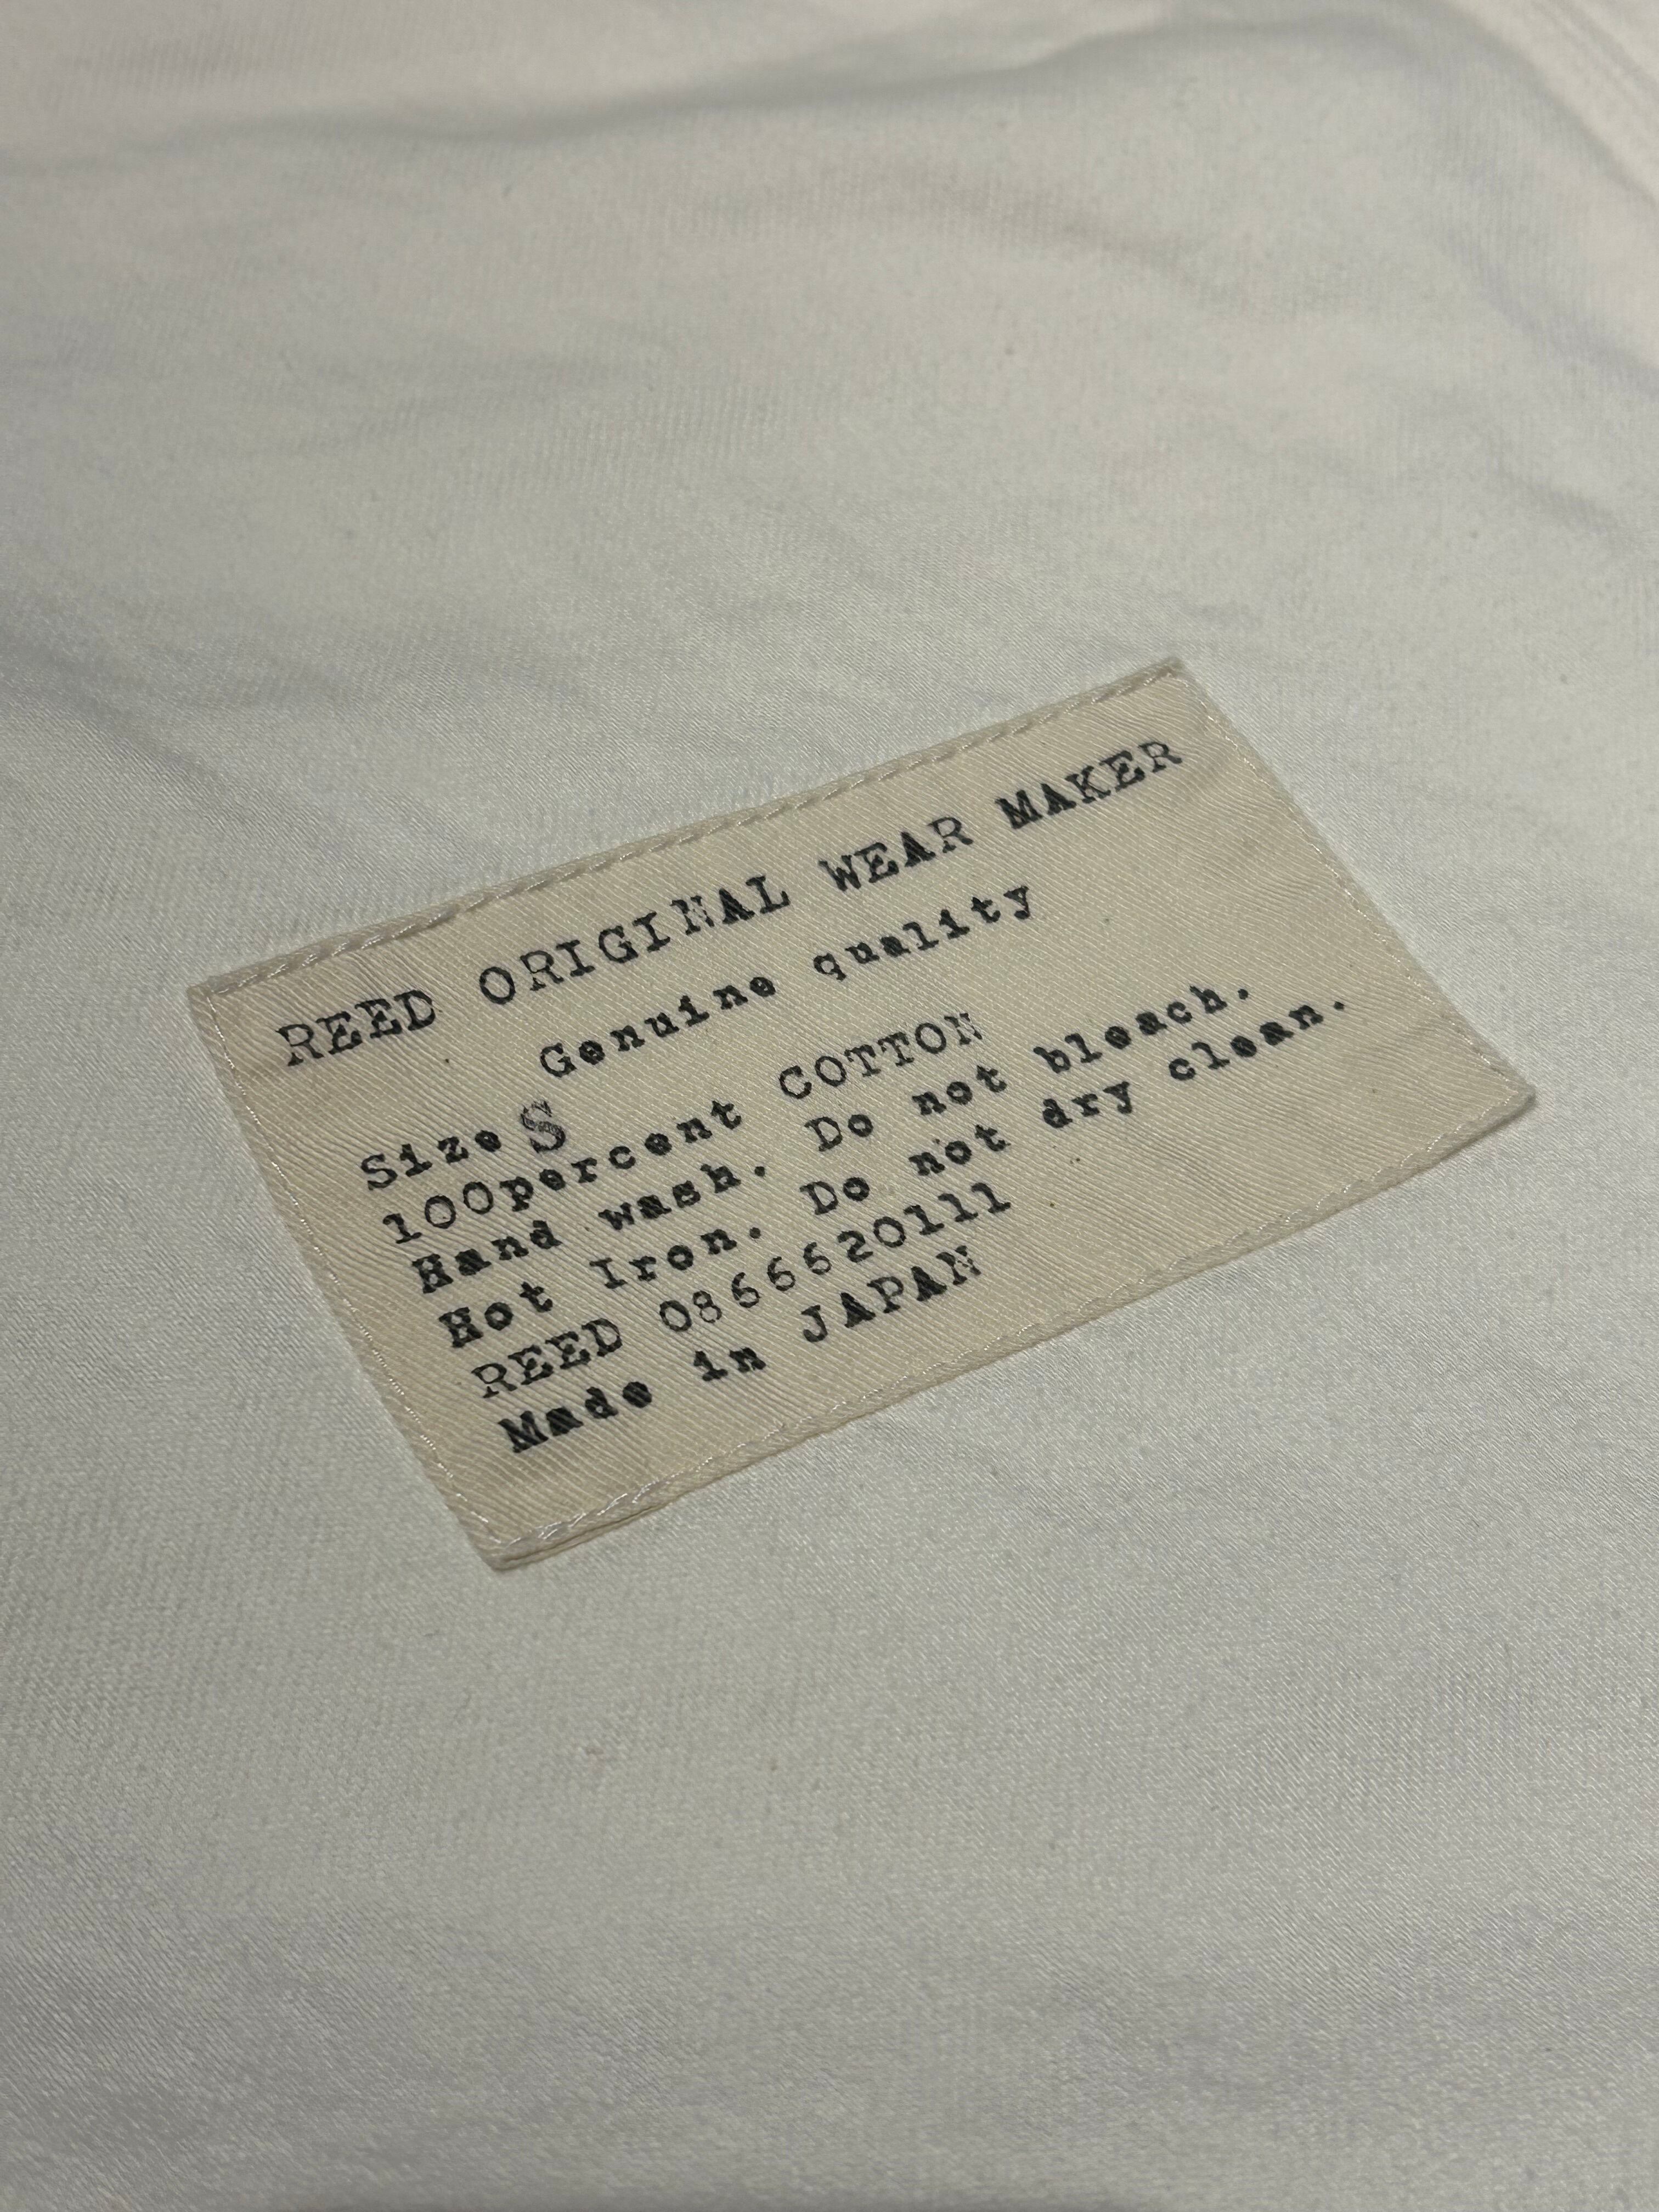 REED ORIGINAL WEAR MAKER
Genuine quality
Size S
100percent COTTON
Hand wash. Do not bleach.
Hot Iron. Do not dry clean.
REED 0866620111
Made in JAPAN